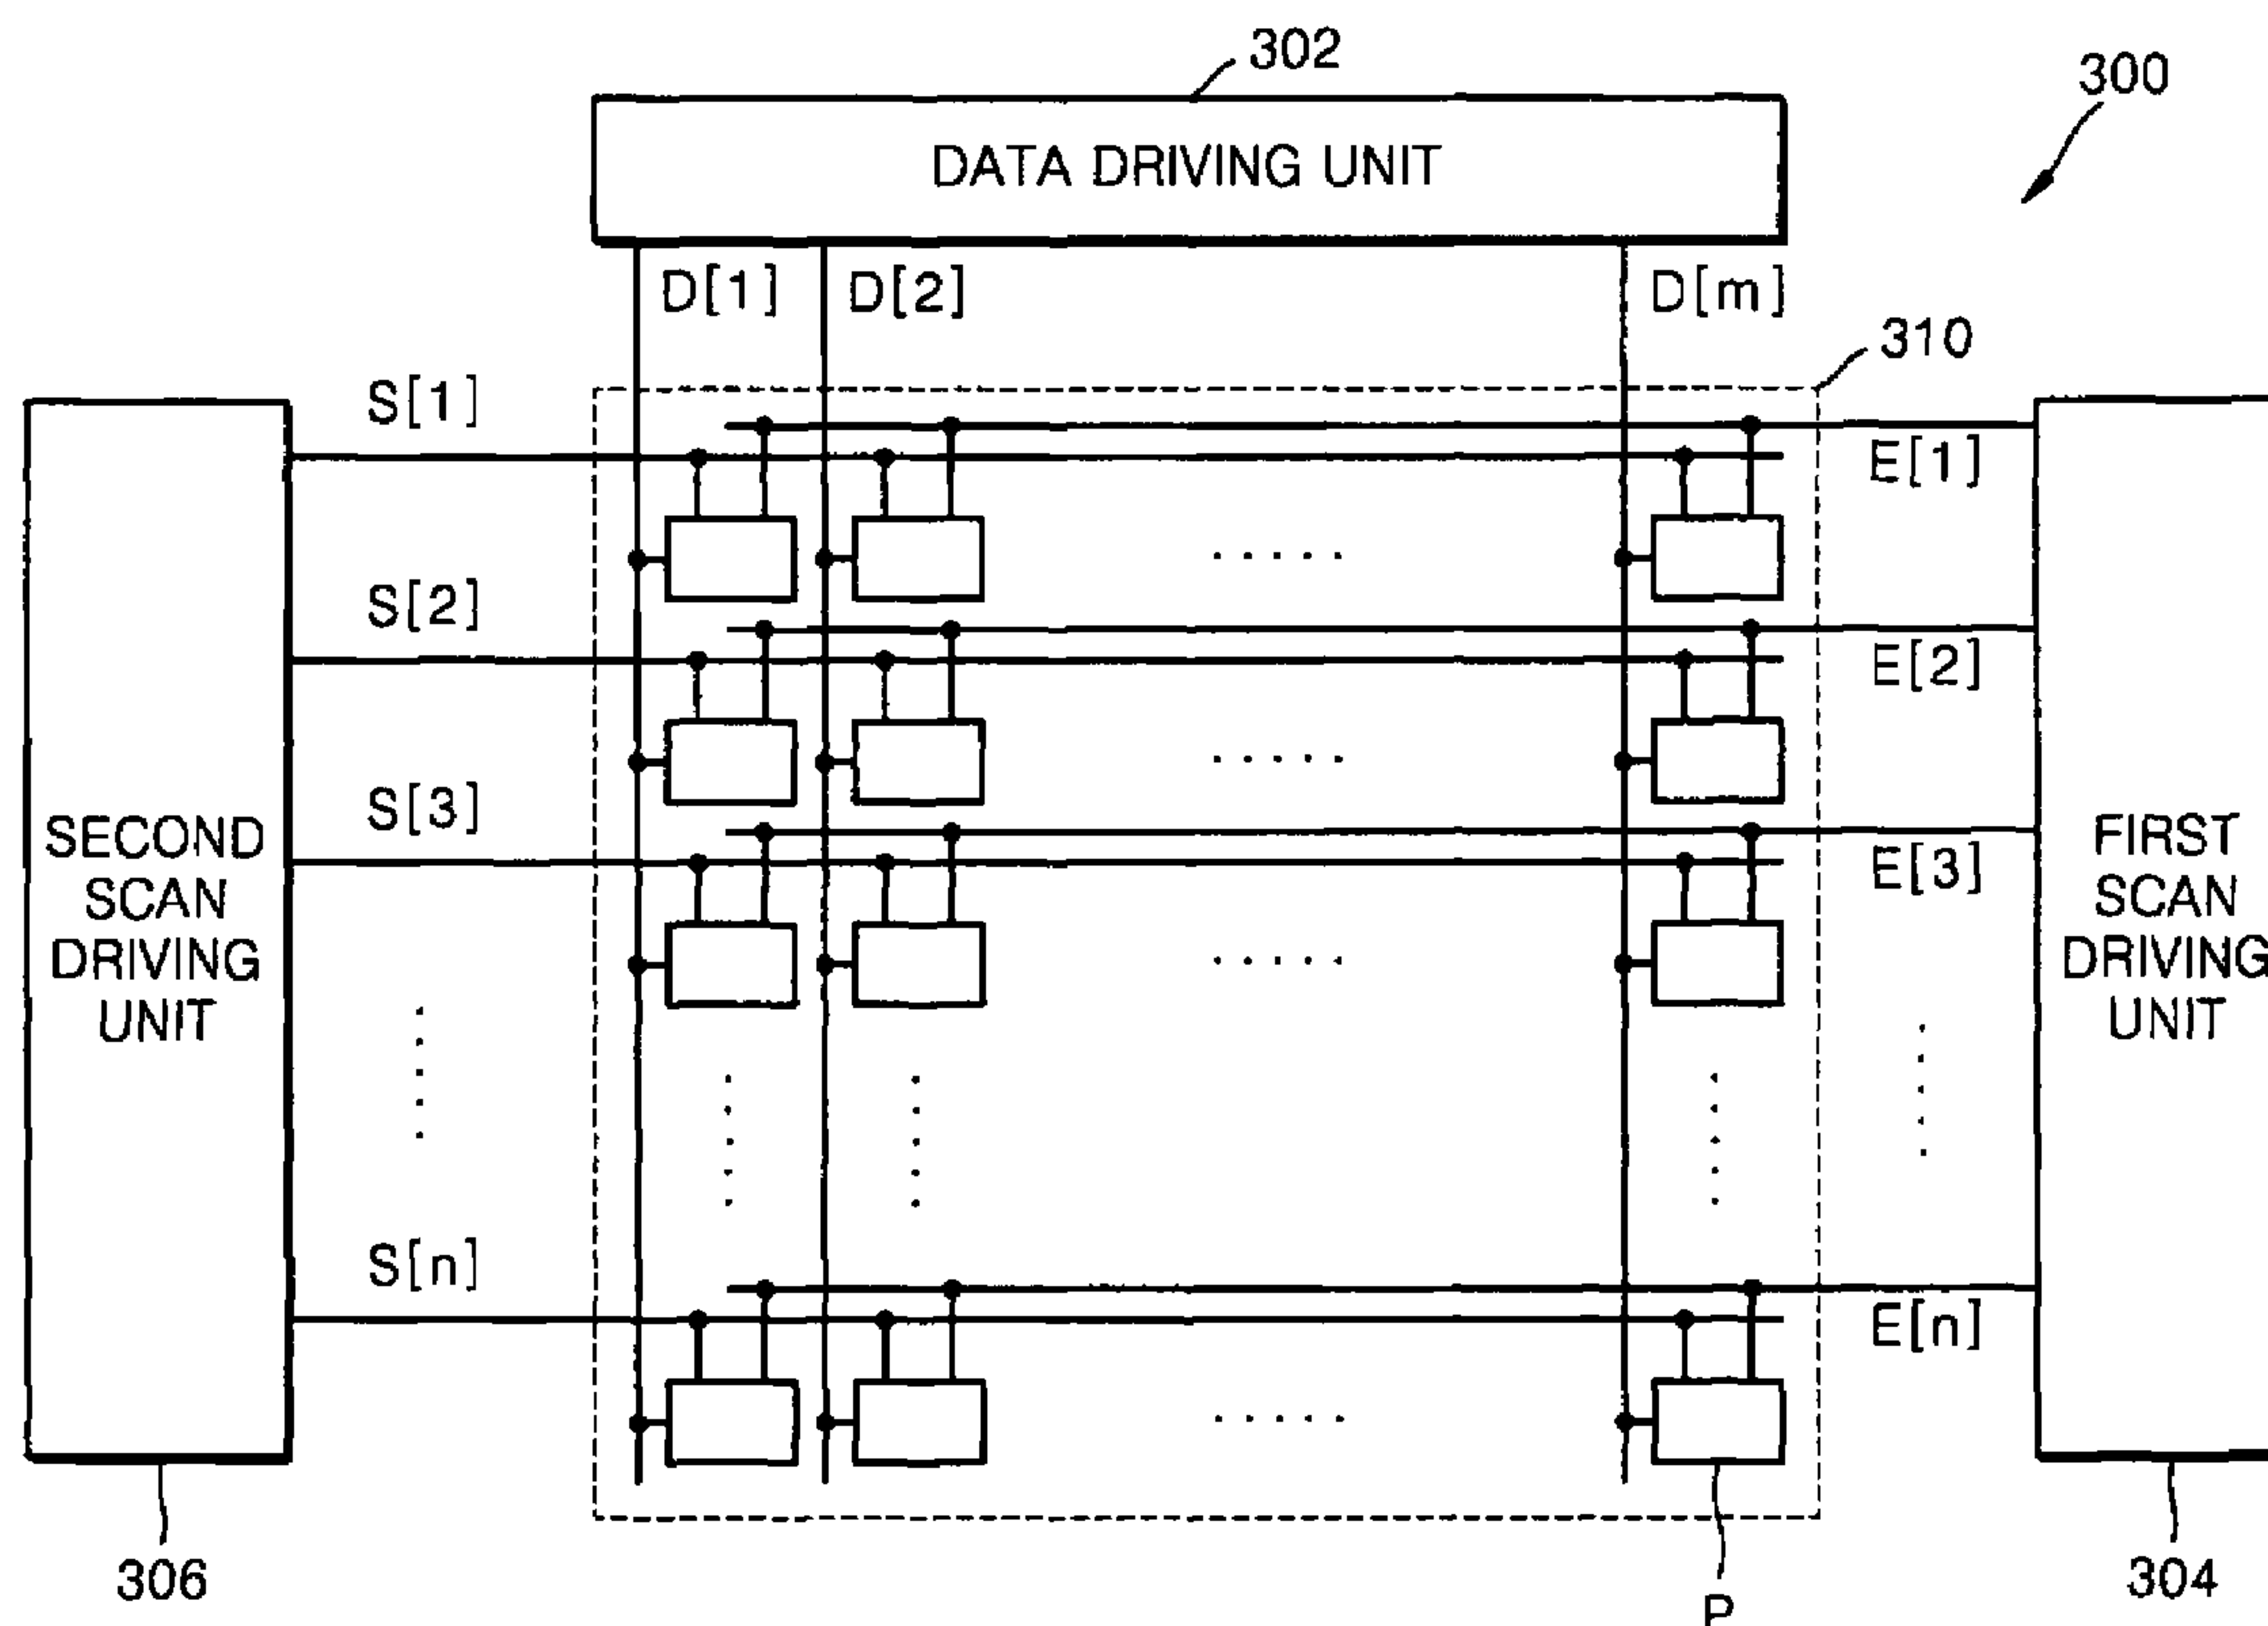 302
300
DATA DRIVING UNIT
D[1]
D[2]
D[m]
310
S[1]
E[1]
S[2]
E[2]
S[3]
E[3]
SECOND
SCAN
DRIVING
UNIT
FIRST
SCAN
DRIVING
UNIT
S[n]
E[n]
306
P
304